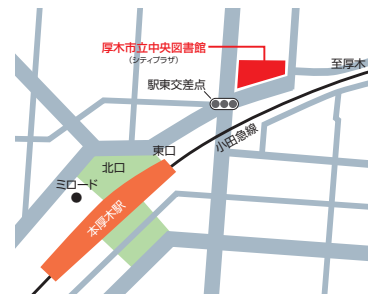 厚木市立中央図書館
(シティプラザ)
至厚木
駅東交差点
小田急線
東口
北口
ミロード
本厚木駅